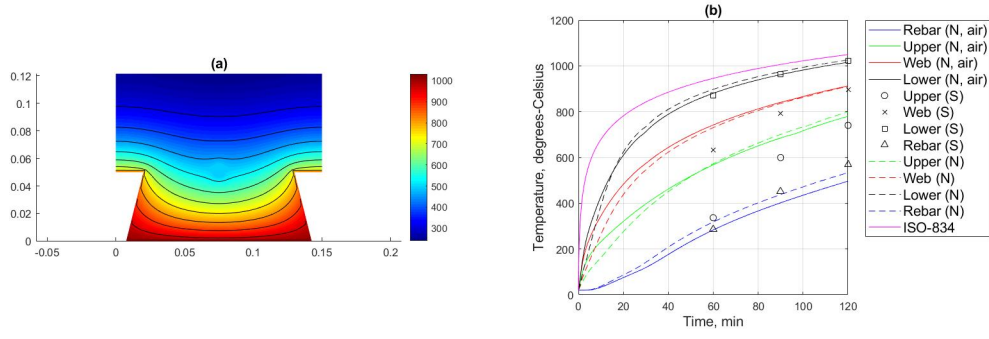 (a)
0.12
0.1
0.08
0.06
0.04
0.02
0
-0.05
0
0.05
0.1
0.15
0.2
1000
900
800
700
600
500
400
300
(b)
Temperature, degrees-Celsius
1200
1000
800
600
400
200
0
0
20
40
60
80
100
120
Time, min
Rebar (N, air)
Upper (N, air)
Web (N, air)
Lower (N, air)
Upper (S)
Web (S)
Lower (S)
Rebar (S)
Upper (N)
Web (N)
Lower (N)
Rebar (N)
ISO-834